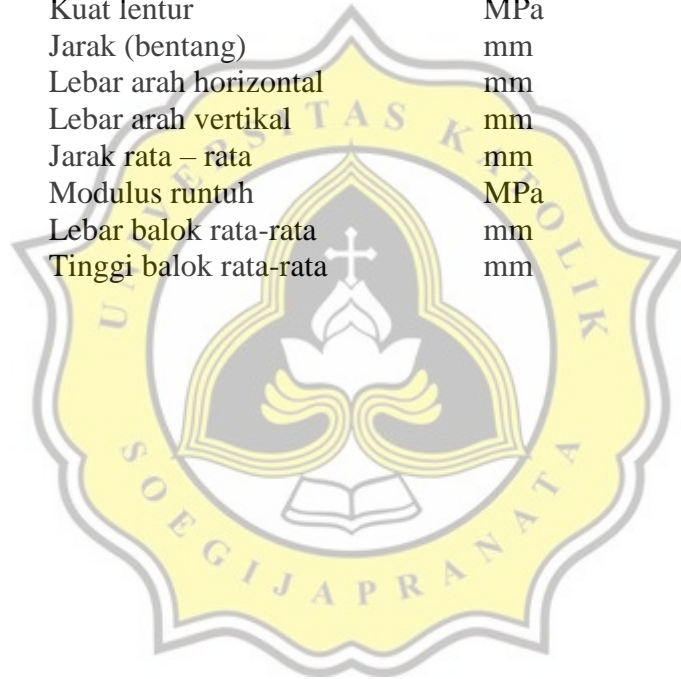 Kuat lentur MPa
Jarak (bentang) mm
Lebar arah horizontal mm
Lebar arah vertikal mm
Jarak rata – rata mm
Modulus runtuh MPa
Lebar balok rata-rata mm
Tinggi balok rata-rata mm
UNIVERSITAS KATOLIK
SOEGIJAPRANATA